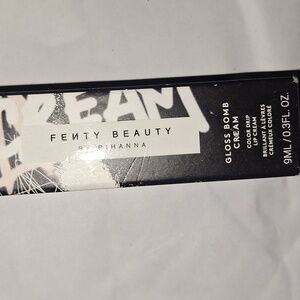 CREAM
FENTY BEAUTY
BY RIHANNA
GLOSS BOMB
CREAM
COLOR DRIP
LIP CREAM
BRILLANT À LÈVRES
CRÉMEUX COLORÉ
9ML / 0.3FL. OZ.